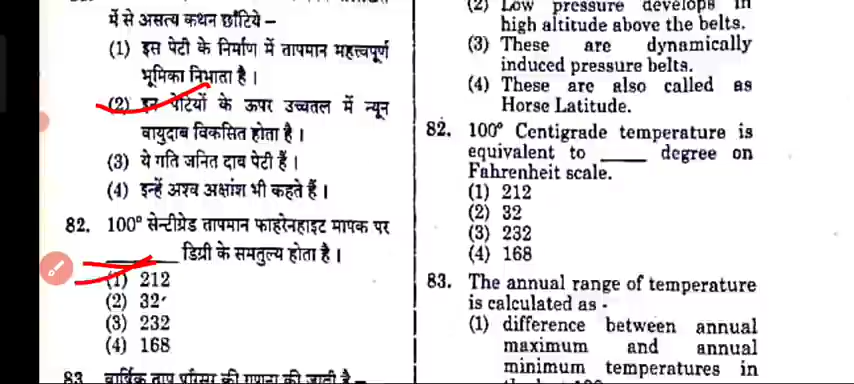 में से असत्य कथन छाँटिये –
(1) इस पेटी के निर्माण में तापमान महत्त्वपूर्ण
भूमिका निभाता है।
(2) इन पेटियों के ऊपर उच्चतल में न्यून
वायुदाब विकसित होता है।
(3) ये गति जनित दाब पेटी हैं।
(4) इन्हें अश्व अक्षांश भी कहते हैं।
82. 100° सेन्टीग्रेड तापमान फाहरेनहाइट मापक पर
______ डिग्री के समतुल्य होता है।
(1) 212
(2) 32
(3) 232
(4) 168
83 वार्षिक ताप परिसर की गणना की जाती है –
(2) Low pressure develops in
high altitude above the belts.
(3) These are dynamically
induced pressure belts.
(4) These are also called as
Horse Latitude.
82. 100° Centigrade temperature is
equivalent to ____ degree on
Fahrenheit scale.
(1) 212
(2) 32
(3) 232
(4) 168
83. The annual range of temperature
is calculated as -
(1) difference between annual
maximum and annual
minimum temperatures in